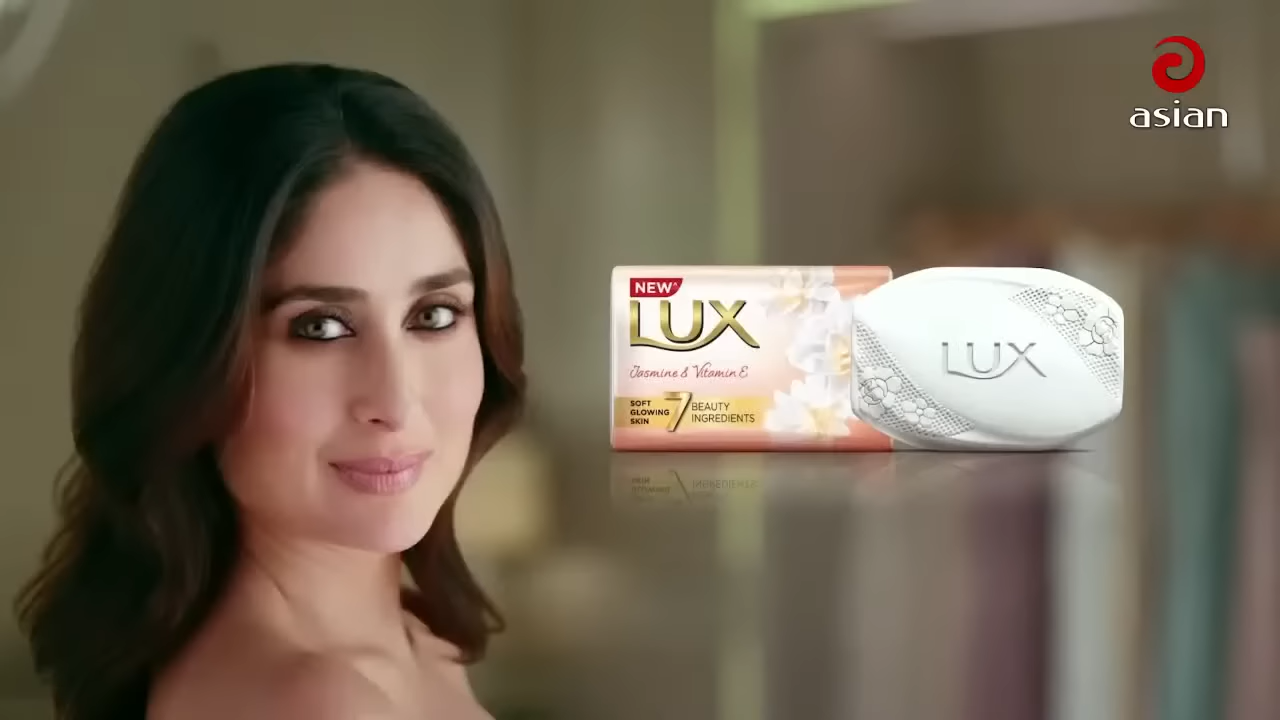 asian
NEW^
LUX
Jasmine & Vitamin E
SOFT
GLOWING
SKIN
7
BEAUTY
INGREDIENTS
LUX